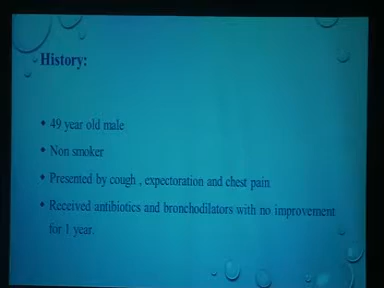 History:
49 year old male
Non smoker
Presented by cough , expectoration and chest pain.
Received antibiotics and bronchodilators with no improvement
for 1 year.